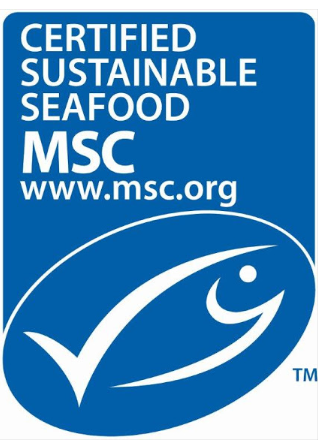 CERTIFIED
SUSTAINABLE
SEAFOOD
MSC
www.msc.org
TM